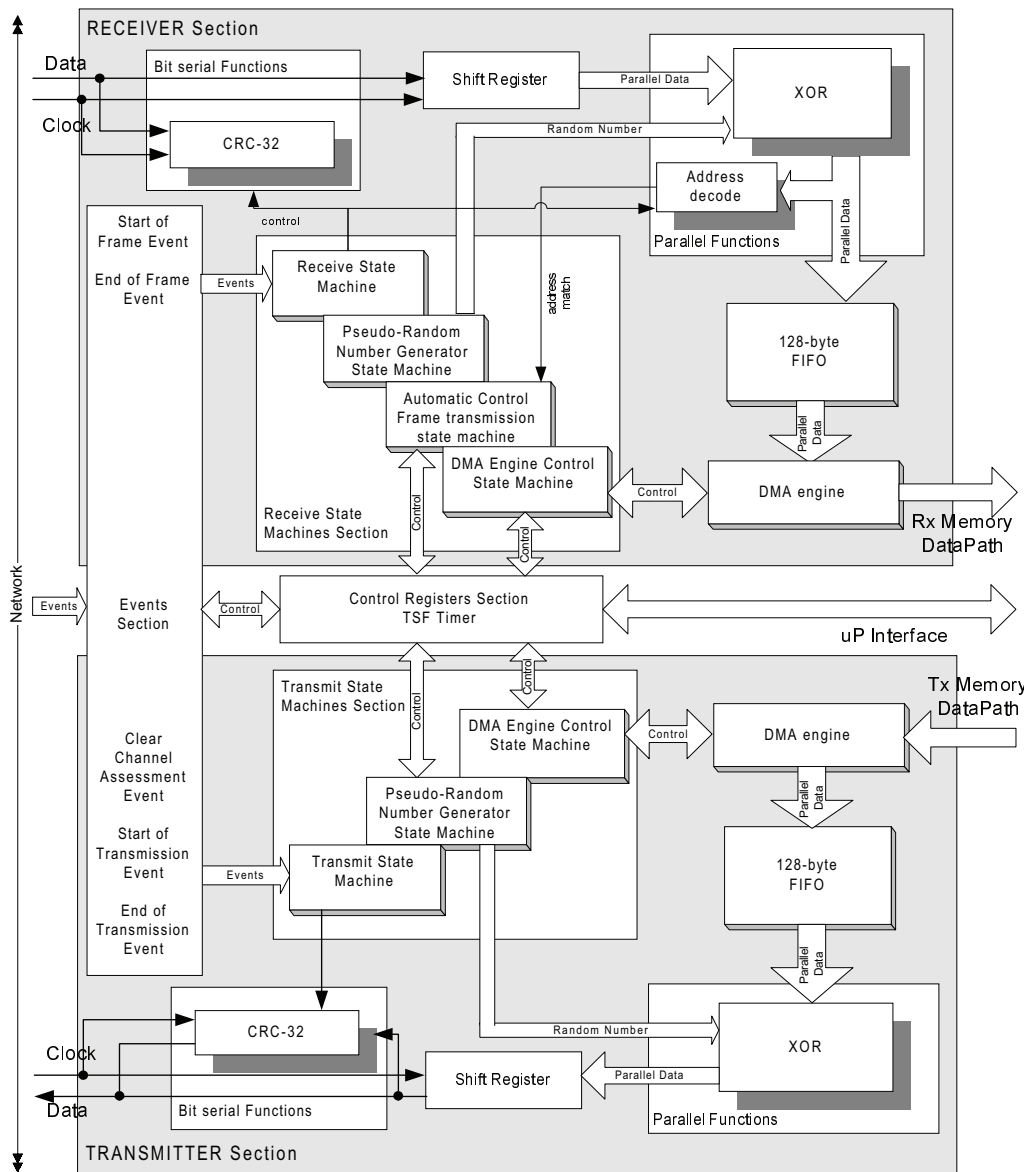 RECEIVER Section
Data
Clock
Bit serial Functions
CRC-32
Shift Register
Parallel Data
XOR
Random Number
Address
decode
Parallel Functions
Parallel Data
control
Start of
Frame Event
End of Frame
Event
Events
Receive State
Machine
address
match
Pseudo-Random
Number Generator
State Machine
Automatic Control
Frame transmission
state machine
DMA Engine Control
State Machine
Receive State
Machines Section
Control
Control
128-byte
FIFO
Parallel
Data
Control
DMA engine
Rx Memory
DataPath
Network
Events
Events
Section
Control
Control Registers Section
TSF Timer
uP Interface
Transmit State
Machines Section
Control
Control
DMA Engine Control
State Machine
Control
DMA engine
Tx Memory
DataPath
Clear
Channel
Assessment
Event
Pseudo-Random
Number Generator
State Machine
Parallel
Data
Start of
Transmission
Event
Events
Transmit State
Machine
128-byte
FIFO
End of
Transmission
Event
Parallel
Data
CRC-32
Random Number
XOR
Clock
Shift Register
Parallel Data
Data
Bit serial Functions
Parallel Functions
TRANSMITTER Section